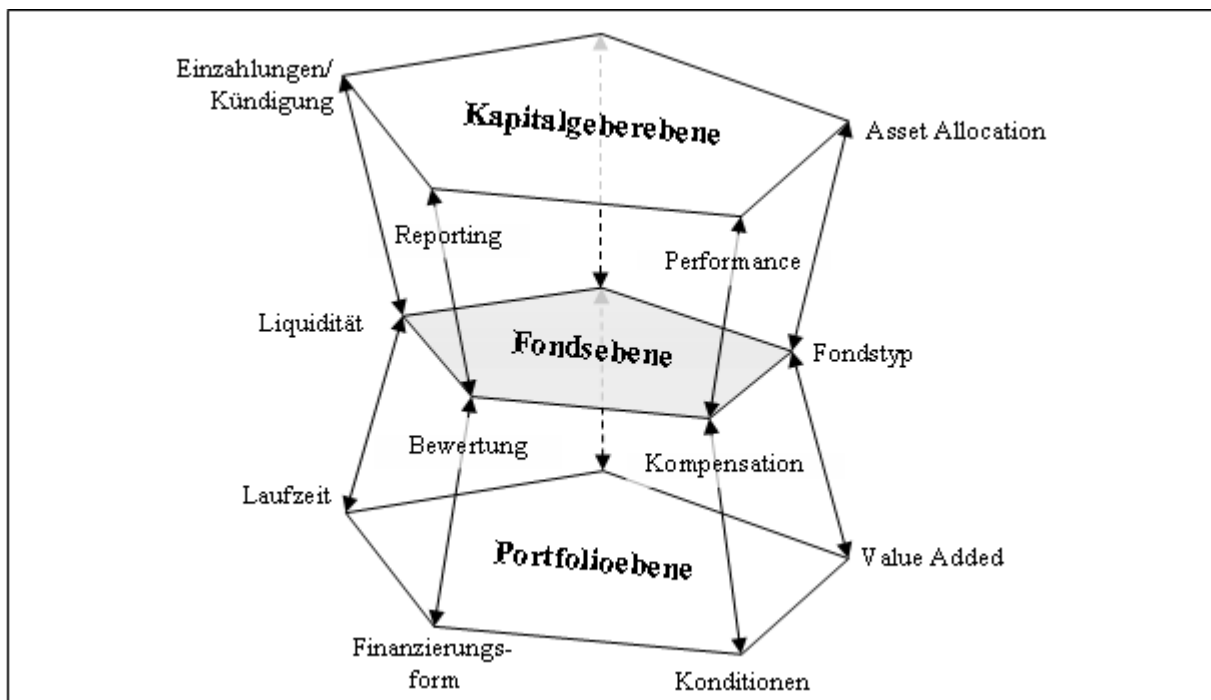 Einzahlungen/
Kündigung
Kapitalgeberebene
Asset Allocation
Reporting
Performance
Liquidität
Fondsebene
Fondstyp
Bewertung
Kompensation
Laufzeit
Portfolioebene
Value Added
Finanzierungs-
form
Konditionen